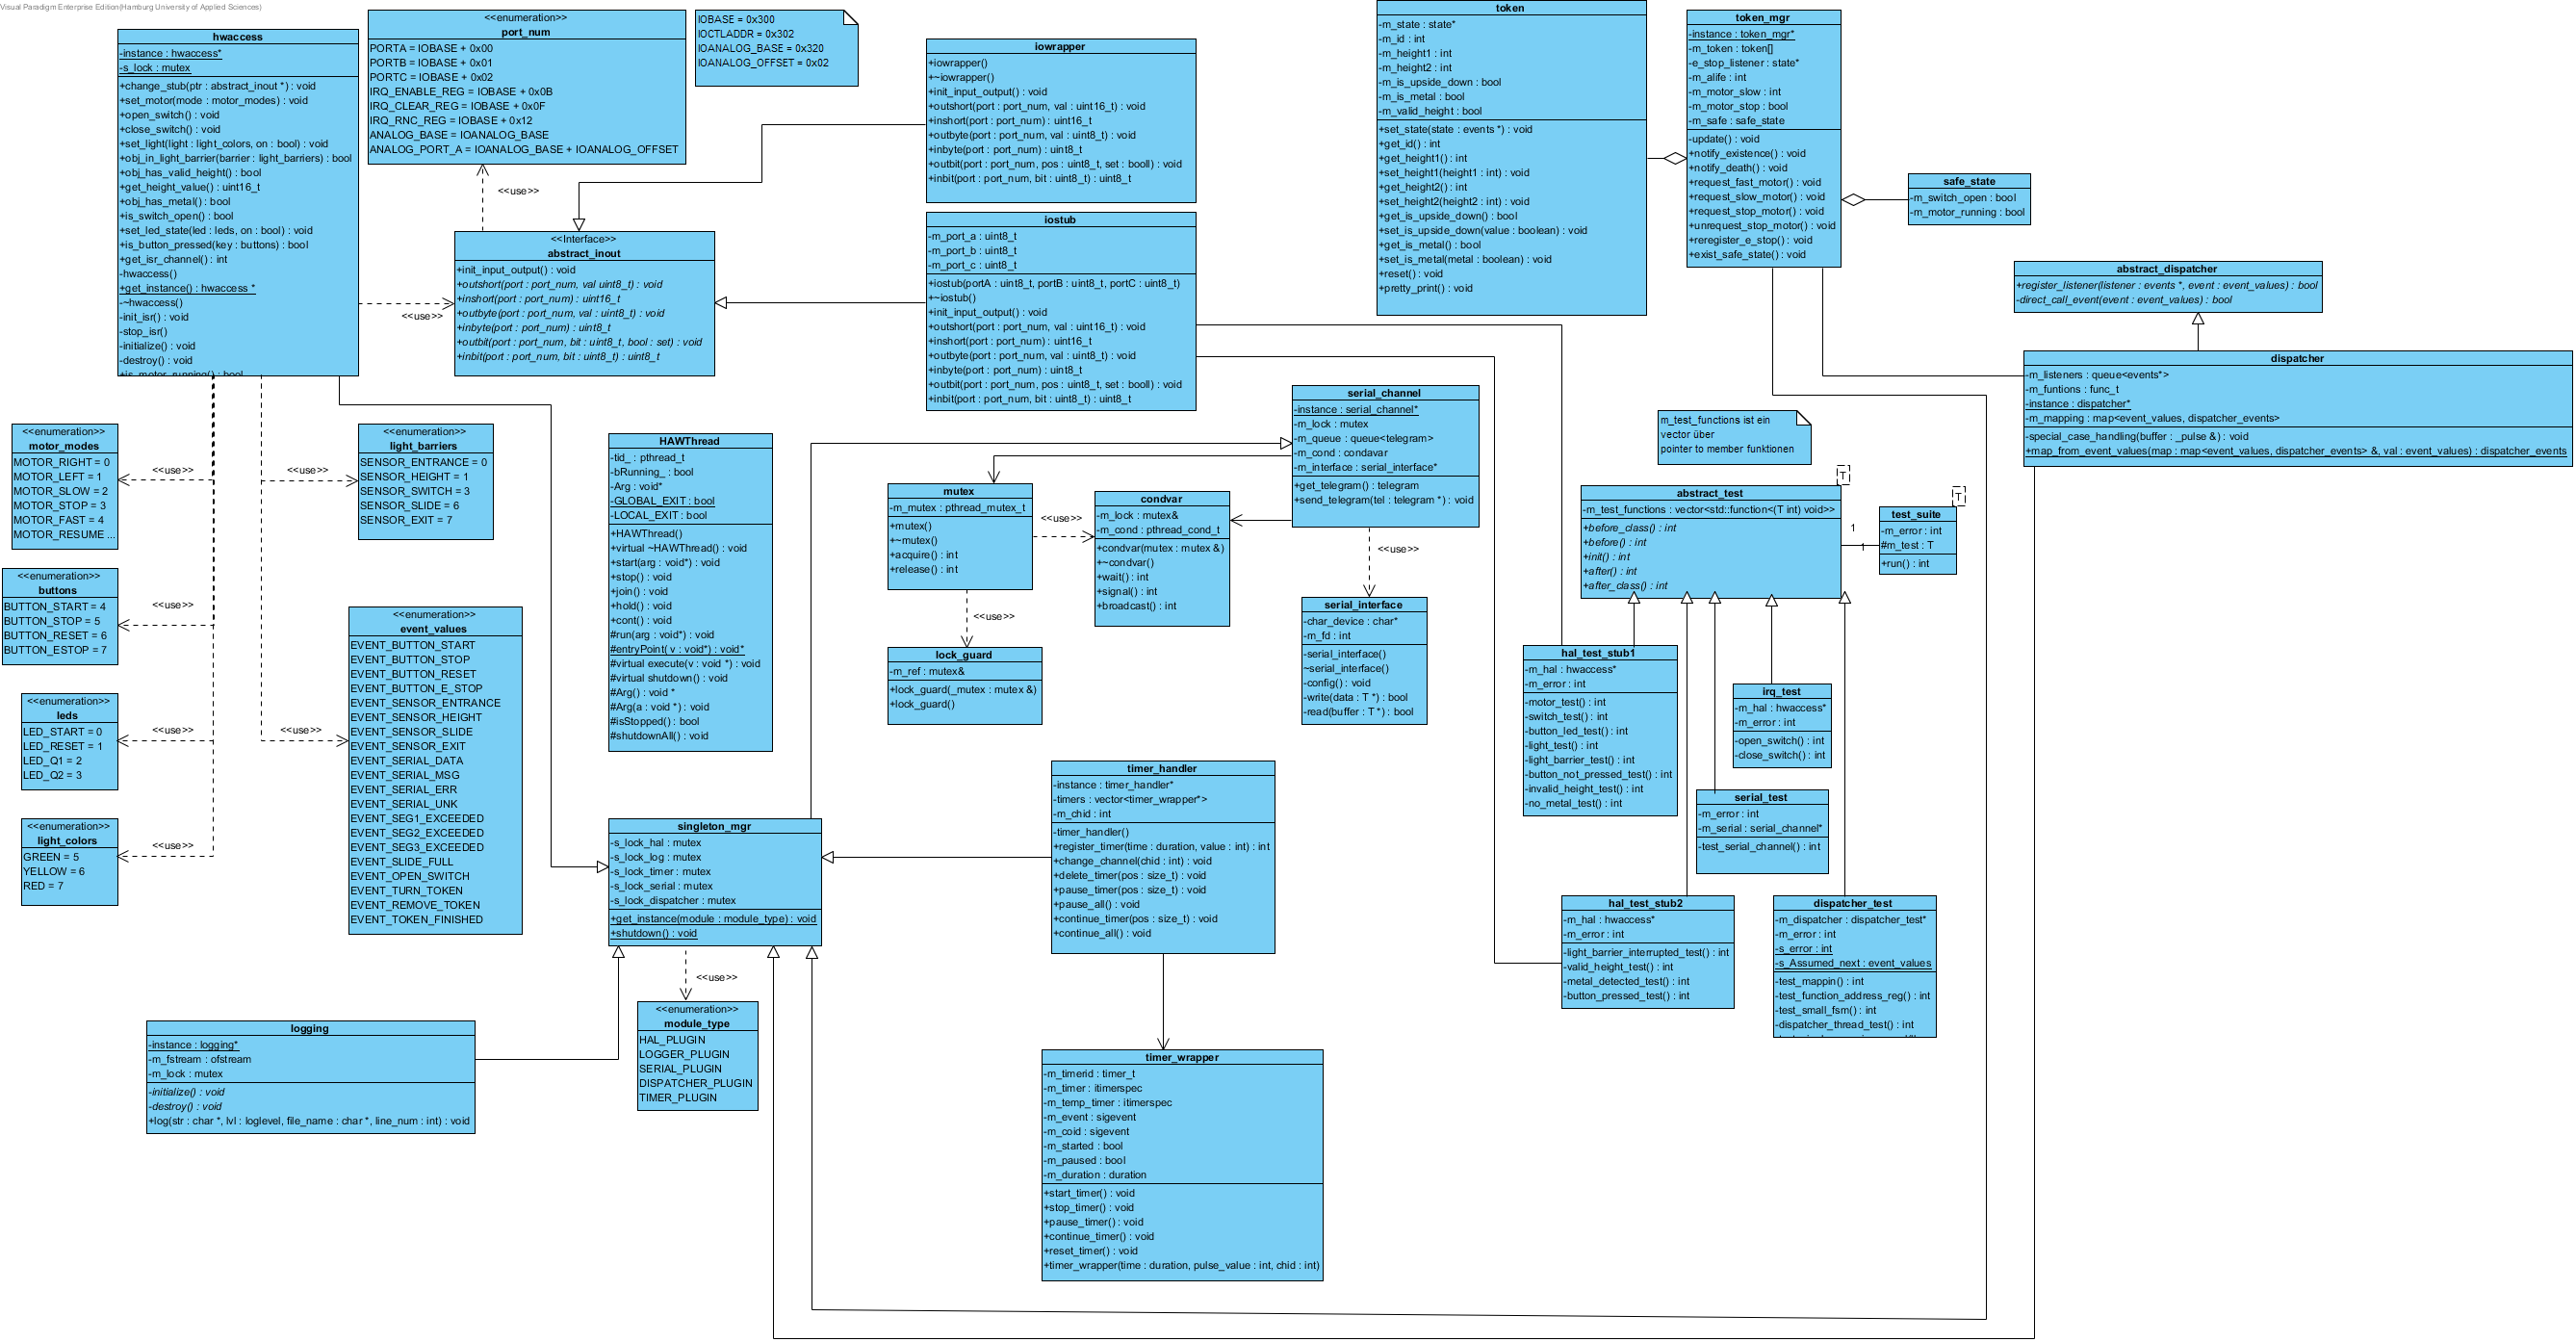 Visual Paradigm Enterprise Edition(Hamburg University of Applied Sciences)
hwaccess
-instance : hwaccess*
-s_lock : mutex
+change_stub(ptr : abstract_inout *) : void
+set_motor(mode : motor_modes) : void
+open_switch() : void
+close_switch() : void
+set_light(light : light_colors, on : bool) : void
+obj_in_light_barrier(barrier : light_barriers) : bool
+obj_has_valid_height() : bool
+get_height_value() : uint16_t
+obj_has_metal() : bool
+is_switch_open() : bool
+set_led_state(led : leds, on : bool) : void
+is_button_pressed(key : buttons) : bool
+get_isr_channel() : int
-hwaccess()
+get_instance() : hwaccess *
-~hwaccess()
-init_isr() : void
-stop_isr()
-initialize() : void
-destroy() : void
+is_motor_running() : bool
<<enumeration>>
port_num
PORTA = IOBASE + 0x00
PORTB = IOBASE + 0x01
PORTC = IOBASE + 0x02
IRQ_ENABLE_REG = IOBASE + 0x0B
IRQ_CLEAR_REG = IOBASE + 0x0F
IRQ_RNC_REG = IOBASE + 0x12
ANALOG_BASE = IOANALOG_BASE
ANALOG_PORT_A = IOANALOG_BASE + IOANALOG_OFFSET
IOBASE = 0x300
IOCTLADDR = 0x302
IOANALOG_BASE = 0x320
IOANALOG_OFFSET = 0x02
<<use>>
<<Interface>>
abstract_inout
+init_input_output() : void
+outshort(port : port_num, val uint8_t) : void
+inshort(port : port_num) : uint16_t
+outbyte(port : port_num, val : uint8_t) : void
+inbyte(port : port_num) : uint8_t
+outbit(port : port_num, bit : uint8_t, bool : set) : void
+inbit(port : port_num, bit : uint8_t) : uint8_t
<<use>>
iowrapper
+iowrapper()
+~iowrapper()
+init_input_output() : void
+outshort(port : port_num, val : uint16_t) : void
+inshort(port : port_num) : uint16_t
+outbyte(port : port_num, val : uint8_t) : void
+inbyte(port : port_num) : uint8_t
+outbit(port : port_num, pos : uint8_t, set : booll) : void
+inbit(port : port_num, bit : uint8_t) : uint8_t
iostub
-m_port_a : uint8_t
-m_port_b : uint8_t
-m_port_c : uint8_t
+iostub(portA : uint8_t, portB : uint8_t, portC : uint8_t)
+~iostub()
+init_input_output() : void
+outshort(port : port_num, val : uint16_t) : void
+inshort(port : port_num) : uint16_t
+outbyte(port : port_num, val : uint8_t) : void
+inbyte(port : port_num) : uint8_t
+outbit(port : port_num, pos : uint8_t, set : booll) : void
+inbit(port : port_num, bit : uint8_t) : uint8_t
token
-m_state : state*
-m_id : int
-m_height1 : int
-m_height2 : int
-m_is_upside_down : bool
-m_is_metal : bool
-m_valid_height : bool
+set_state(state : events *) : void
+get_id() : int
+get_height1() : int
+set_height1(height1 : int) : void
+get_height2() : int
+set_height2(height2 : int) : void
+get_is_upside_down() : bool
+set_is_upside_down(value : boolean) : void
+get_is_metal() : bool
+set_is_metal(metal : boolean) : void
+reset() : void
+pretty_print() : void
token_mgr
-instance : token_mgr*
-m_token : token[]
-e_stop_listener : state*
-m_alife : int
-m_motor_slow : int
-m_motor_stop : bool
-m_safe : safe_state
-update() : void
+notify_existence() : void
+notify_death() : void
+request_fast_motor() : void
+request_slow_motor() : void
+request_stop_motor() : void
+unrequest_stop_motor() : void
+reregister_e_stop() : void
+exist_safe_state() : void
safe_state
-m_switch_open : bool
-m_motor_running : bool
abstract_dispatcher
+register_listener(listener : events *, event : event_values) : bool
-direct_call_event(event : event_values) : bool
dispatcher
-m_listeners : queue<events*>
-m_funtions : func_t
-instance : dispatcher*
-m_mapping : map<event_values, dispatcher_events>
-special_case_handling(buffer : _pulse &) : void
+map_from_event_values(map : map<event_values, dispatcher_events> &, val : event_values) : dispatcher_events
<<enumeration>>
motor_modes
MOTOR_RIGHT = 0
MOTOR_LEFT = 1
MOTOR_SLOW = 2
MOTOR_STOP = 3
MOTOR_FAST = 4
MOTOR_RESUME ...
<<use>>
<<use>>
<<enumeration>>
light_barriers
SENSOR_ENTRANCE = 0
SENSOR_HEIGHT = 1
SENSOR_SWITCH = 3
SENSOR_SLIDE = 6
SENSOR_EXIT = 7
<<enumeration>>
buttons
BUTTON_START = 4
BUTTON_STOP = 5
BUTTON_RESET = 6
BUTTON_ESTOP = 7
<<use>>
<<enumeration>>
leds
LED_START = 0
LED_RESET = 1
LED_Q1 = 2
LED_Q2 = 3
<<use>>
<<use>>
<<enumeration>>
light_colors
GREEN = 5
YELLOW = 6
RED = 7
<<use>>
<<enumeration>>
event_values
EVENT_BUTTON_START
EVENT_BUTTON_STOP
EVENT_BUTTON_RESET
EVENT_BUTTON_E_STOP
EVENT_SENSOR_ENTRANCE
EVENT_SENSOR_HEIGHT
EVENT_SENSOR_SLIDE
EVENT_SENSOR_EXIT
EVENT_SERIAL_DATA
EVENT_SERIAL_MSG
EVENT_SERIAL_ERR
EVENT_SERIAL_UNK
EVENT_SEG1_EXCEEDED
EVENT_SEG2_EXCEEDED
EVENT_SEG3_EXCEEDED
EVENT_SLIDE_FULL
EVENT_OPEN_SWITCH
EVENT_TURN_TOKEN
EVENT_REMOVE_TOKEN
EVENT_TOKEN_FINISHED
HAWThread
-tid_ : pthread_t
-bRunning_ : bool
-Arg : void*
-GLOBAL_EXIT : bool
-LOCAL_EXIT : bool
+HAWThread()
+virtual ~HAWThread() : void
+start(arg : void*) : void
+stop() : void
+join() : void
+hold() : void
+cont() : void
#run(arg : void*) : void
#entryPoint( v : void*) : void*
#virtual execute(v : void *) : void
#virtual shutdown() : void
#Arg() : void *
#Arg(a : void *) : void
#isStopped() : bool
#shutdownAll() : void
serial_channel
-instance : serial_channel*
-m_lock : mutex
-m_queue : queue<telegram>
-m_cond : condavar
-m_interface : serial_interface*
+get_telegram() : telegram
+send_telegram(tel : telegram *) : void
mutex
-m_mutex : pthread_mutex_t
+mutex()
+~mutex()
+acquire() : int
+release() : int
<<use>>
condvar
-m_lock : mutex&
-m_cond : pthread_cond_t
+condvar(mutex : mutex &)
+~condvar()
+wait() : int
+signal() : int
+broadcast() : int
<<use>>
<<use>>
lock_guard
-m_ref : mutex&
+lock_guard(_mutex : mutex &)
+lock_guard()
serial_interface
-char_device : char*
-m_fd : int
-serial_interface()
~serial_interface()
-config() : void
-write(data : T *) : bool
-read(buffer : T *) : bool
m_test_functions ist ein
vector über
pointer to member funktionen
T
abstract_test
-m_test_functions : vector<std::function<(T int) void>>
+before_class() : int
+before() : int
+init() : int
+after() : int
+after_class() : int
1
1
T
test_suite
-m_error : int
#m_test : T
+run() : int
hal_test_stub1
-m_hal : hwaccess*
-m_error : int
-motor_test() : int
-switch_test() : int
-button_led_test() : int
-light_test() : int
-light_barrier_test() : int
-button_not_pressed_test() : int
-invalid_height_test() : int
-no_metal_test() : int
irq_test
-m_hal : hwaccess*
-m_error : int
-open_switch() : int
-close_switch() : int
serial_test
-m_error : int
-m_serial : serial_channel*
-test_serial_channel() : int
hal_test_stub2
-m_hal : hwaccess*
-m_error : int
-light_barrier_interrupted_test() : int
-valid_height_test() : int
-metal_detected_test() : int
-button_pressed_test() : int
dispatcher_test
-m_dispatcher : dispatcher_test*
-m_error : int
-s_error : int
-s_Assumed_next : event_values
-test_mappin() : int
-test_function_address_reg() : int
-test_small_fsm() : int
-dispatcher_thread_test() : int
singleton_mgr
-s_lock_hal : mutex
-s_lock_log : mutex
-s_lock_timer : mutex
-s_lock_serial : mutex
-s_lock_dispatcher : mutex
+get_instance(module : module_type) : void
+shutdown() : void
<<use>>
<<enumeration>>
module_type
HAL_PLUGIN
LOGGER_PLUGIN
SERIAL_PLUGIN
DISPATCHER_PLUGIN
TIMER_PLUGIN
timer_handler
-instance : timer_handler*
-timers : vector<timer_wrapper*>
-m_chid : int
-timer_handler()
+register_timer(time : duration, value : int) : int
+change_channel(chid : int) : void
+delete_timer(pos : size_t) : void
+pause_timer(pos : size_t) : void
+pause_all() : void
+continue_timer(pos : size_t) : void
+continue_all() : void
logging
-instance : logging*
-m_fstream : ofstream
-m_lock : mutex
-initialize() : void
-destroy() : void
+log(str : char *, lvl : loglevel, file_name : char *, line_num : int) : void
timer_wrapper
-m_timerid : timer_t
-m_timer : itimerspec
-m_temp_timer : itimerspec
-m_event : sigevent
-m_coid : sigevent
-m_started : bool
-m_paused : bool
-m_duration : duration
+start_timer() : void
+stop_timer() : void
+pause_timer() : void
+continue_timer() : void
+reset_timer() : void
+timer_wrapper(time : duration, pulse_value : int, chid : int)